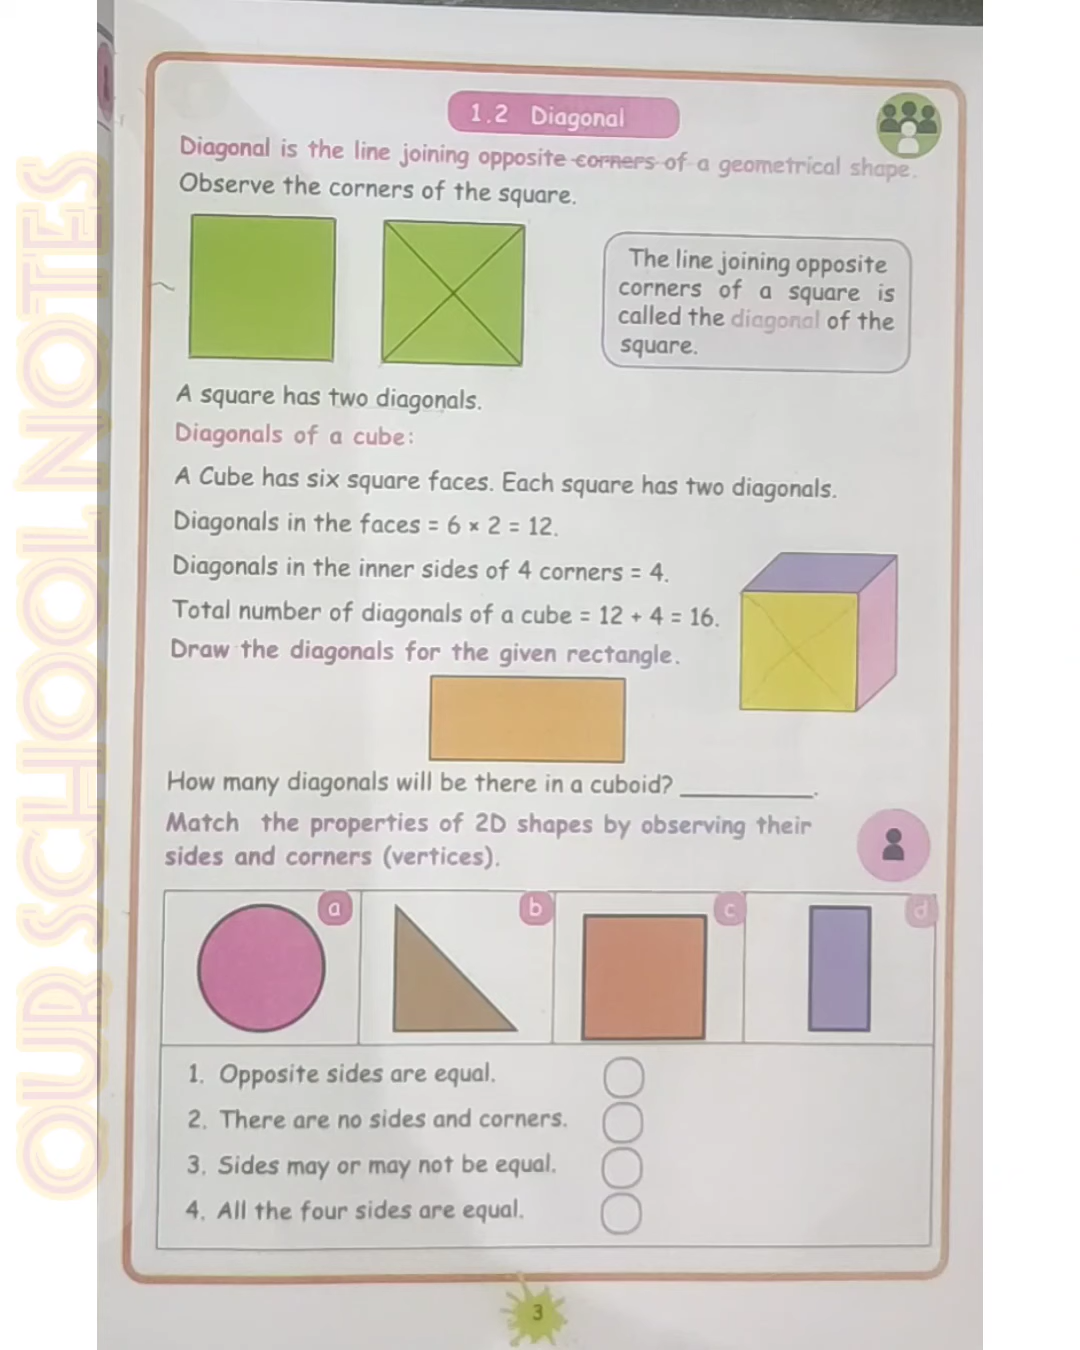 OUR SCHOOL NOTES
1.2 Diagonal
Diagonal is the line joining opposite corners of a geometrical shape.
Observe the corners of the square.
The line joining opposite
corners of a square is
called the diagonal of the
square.
A square has two diagonals.
Diagonals of a cube:
A Cube has six square faces. Each square has two diagonals.
Diagonals in the faces = 6 × 2 = 12.
Diagonals in the inner sides of 4 corners = 4.
Total number of diagonals of a cube = 12 + 4 = 16.
Draw the diagonals for the given rectangle.
How many diagonals will be there in a cuboid? __________.
Match the properties of 2D shapes by observing their
sides and corners (vertices).
a b c d
1. Opposite sides are equal.
2. There are no sides and corners.
3. Sides may or may not be equal.
4. All the four sides are equal.
3